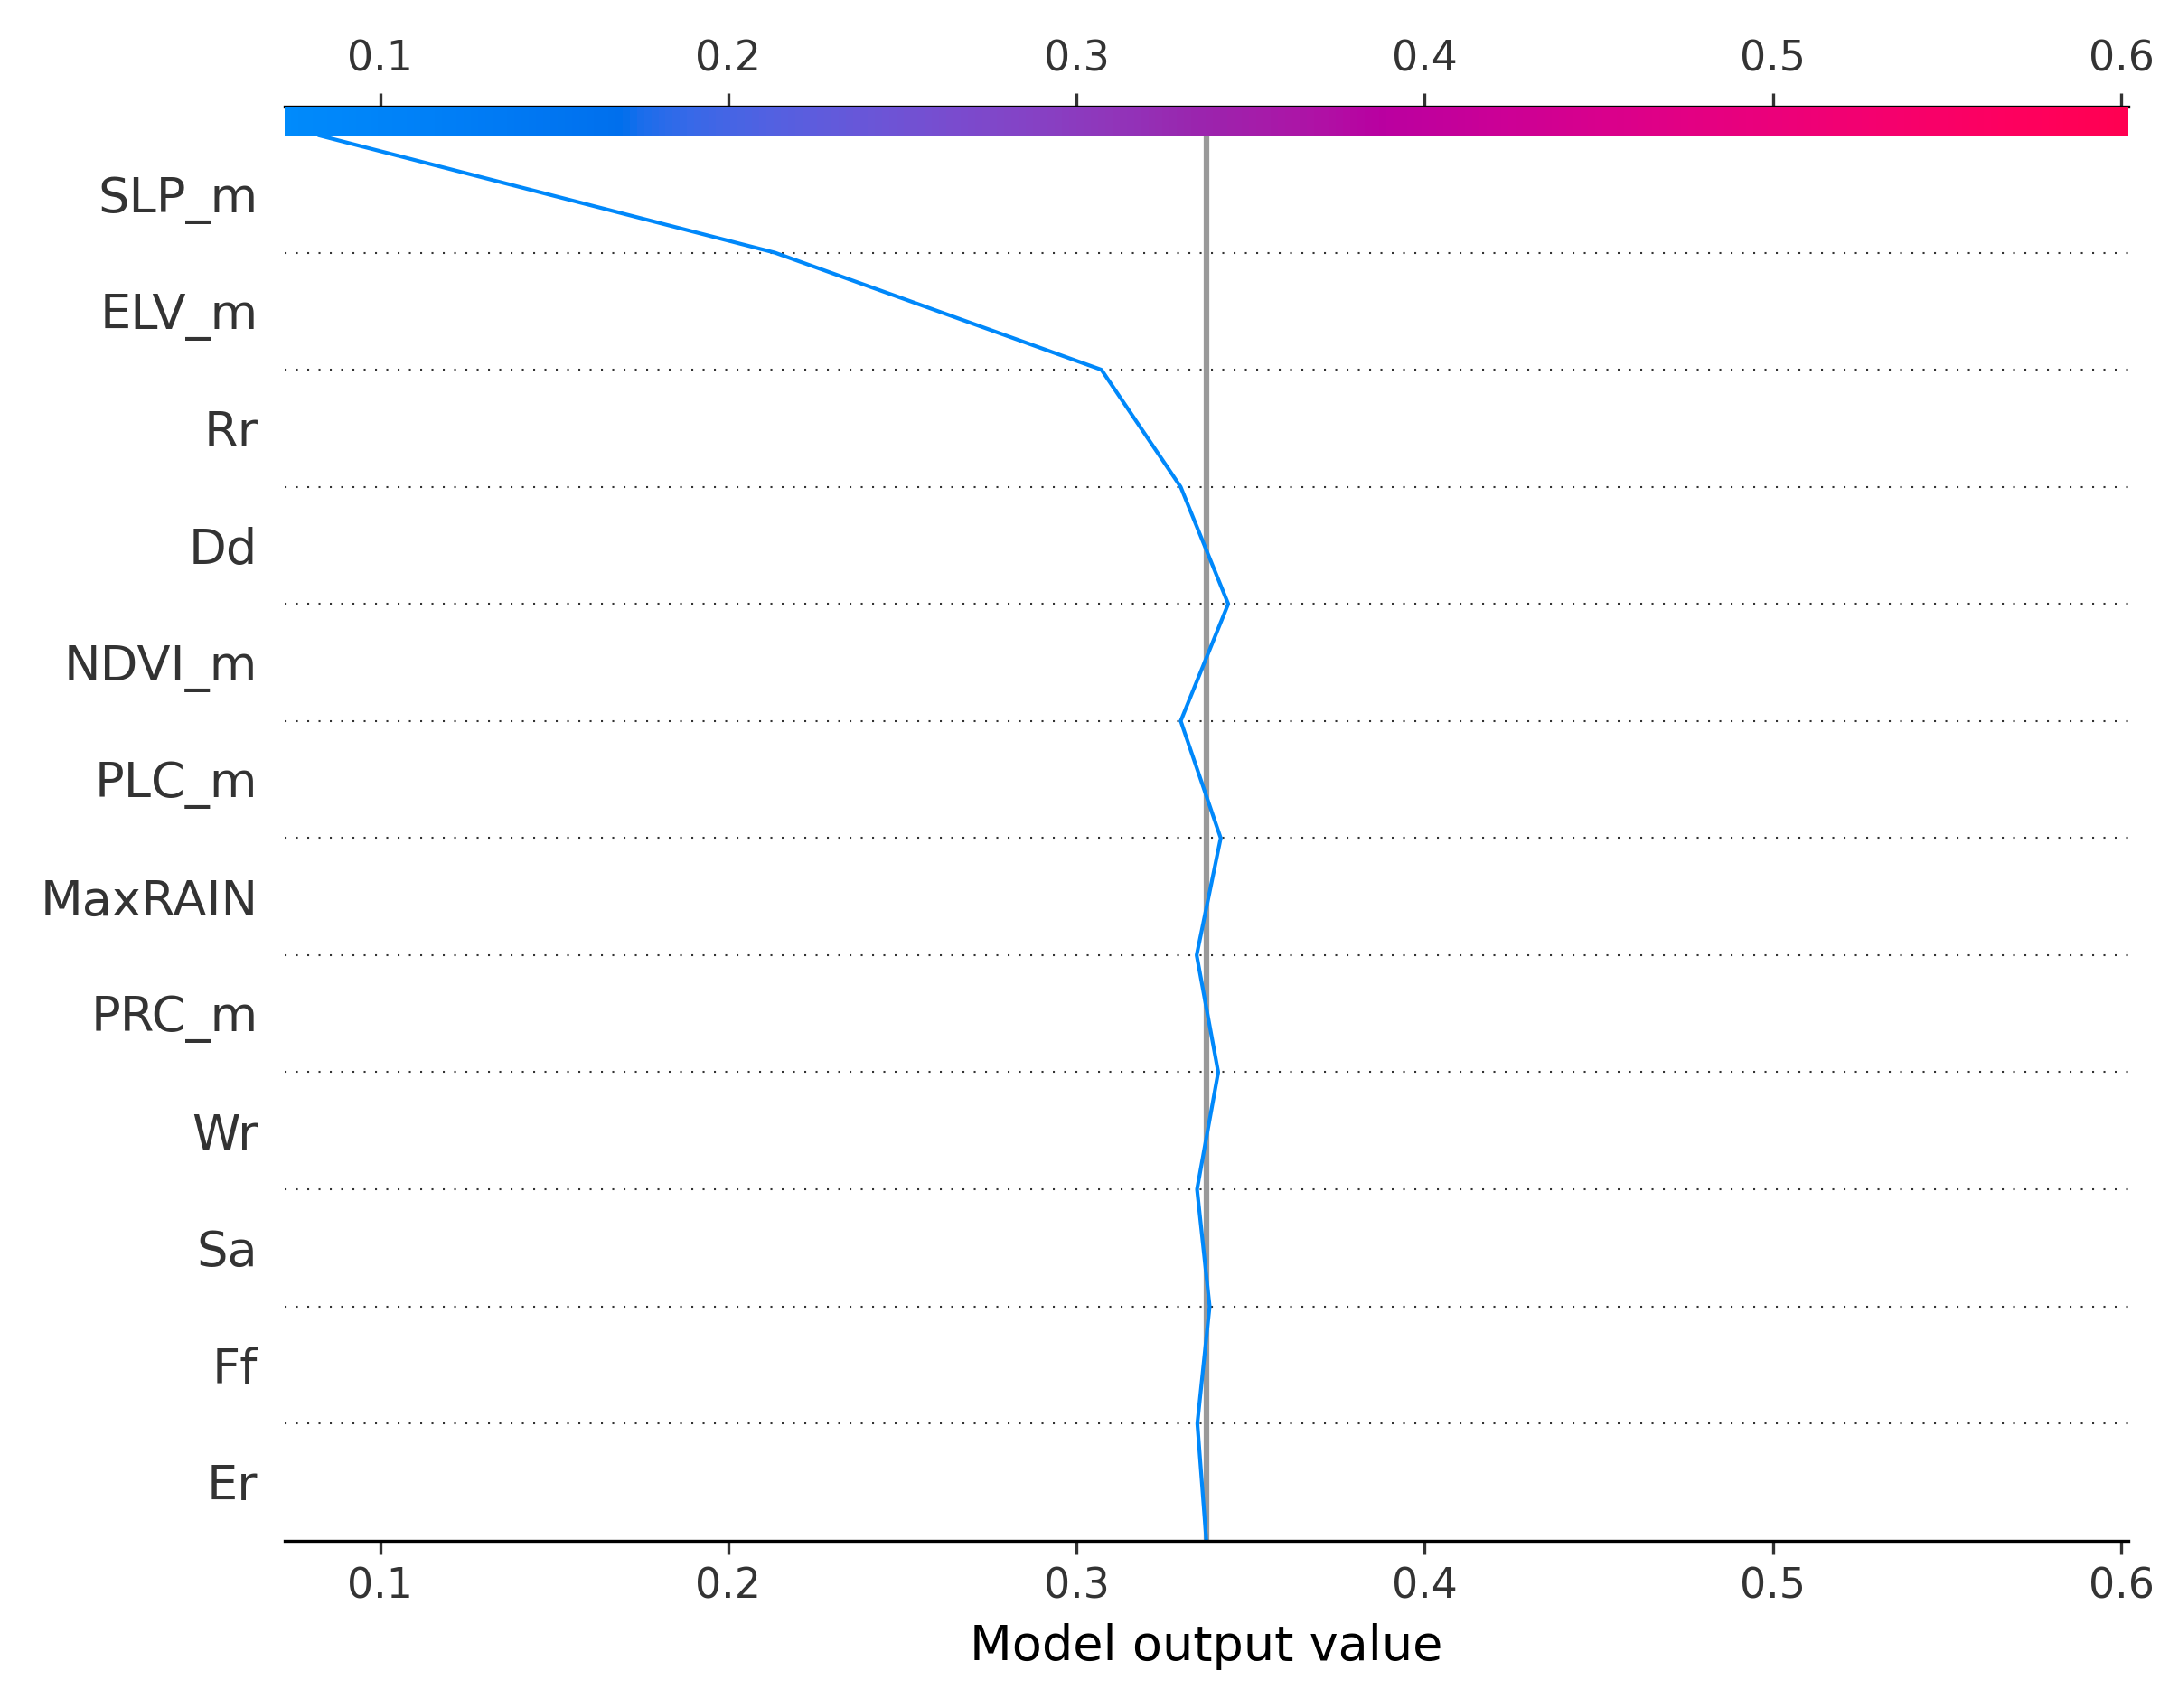 0.1 0.2 0.3 0.4 0.5 0.6
SLP_m
ELV_m
Rr
Dd
NDVI_m
PLC_m
MaxRAIN
PRC_m
Wr
Sa
Ff
Er
0.1 0.2 0.3 0.4 0.5 0.6
Model output value